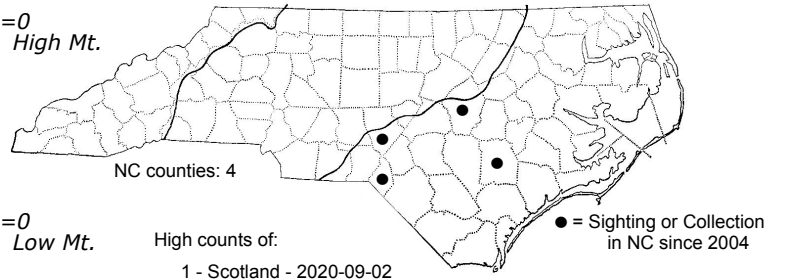 =0
High Mt.
NC counties: 4
=0
Low Mt.
High counts of:
1 - Scotland - 2020-09-02
● = Sighting or Collection
in NC since 2004